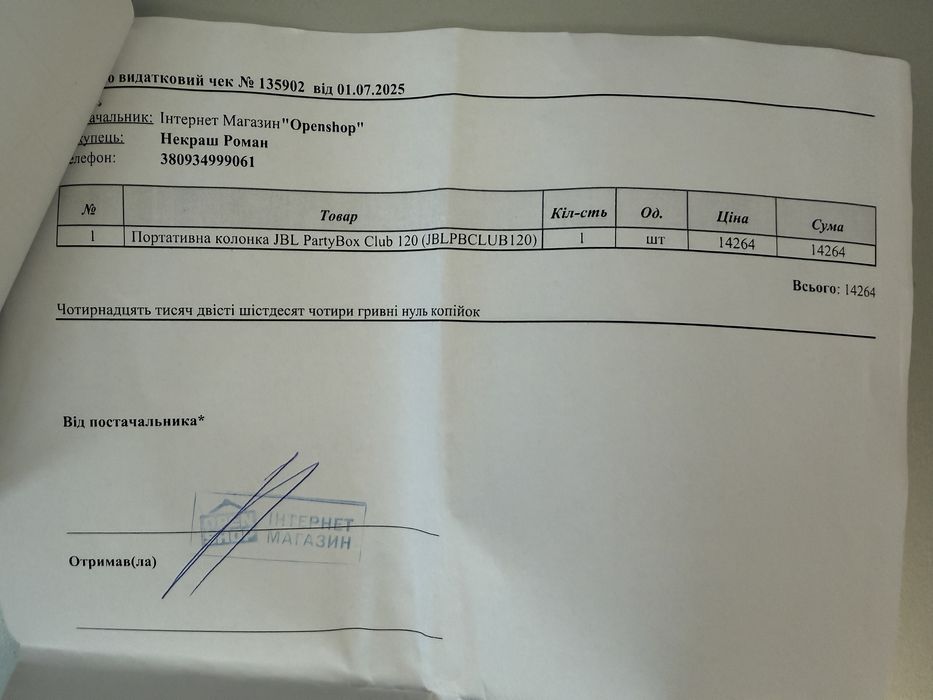 видатковий чек № 135902 від 01.07.2025
ачальник: Інтернет Магазин "Openshop"
упець: Некраш Роман
елефон: 380934999061
№ Товар Кіл-сть Од. Ціна Сума
1 Портативна колонка JBL PartyBox Club 120 (JBLPBCLUB120) 1 шт 14264 14264
Всього: 14264
Чотирнадцять тисяч двісті шістдесят чотири гривні нуль копійок
Від постачальника*
ІНТЕРНЕТ
МАГАЗИН
Отримав(ла)